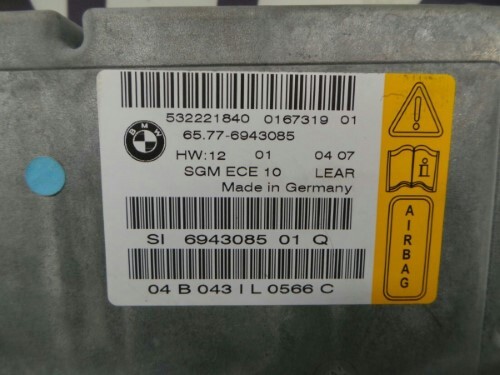 532221840 0167319 01
BMW
65.77-6943085
HW:12 01 04 07
SGM ECE 10 LEAR
Made in Germany
SI 6943085 01 Q
04 B 043 I L 0566 C
AIRBAG